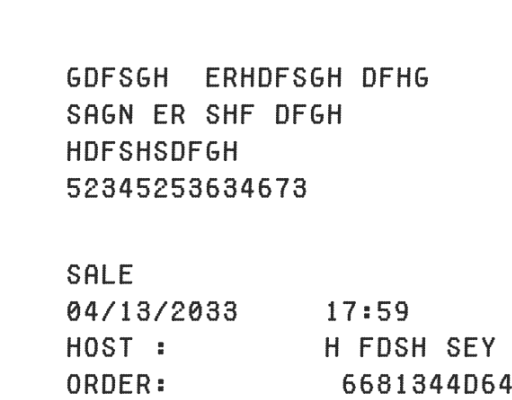 GDFSGH ERHDFSGH DFHG
SAGN ER SHF DFGH
HDFSHSDFGH
52345253634673
SALE
04/13/2033 17:59
HOST : H FDSH SEY
ORDER: 6681344D64